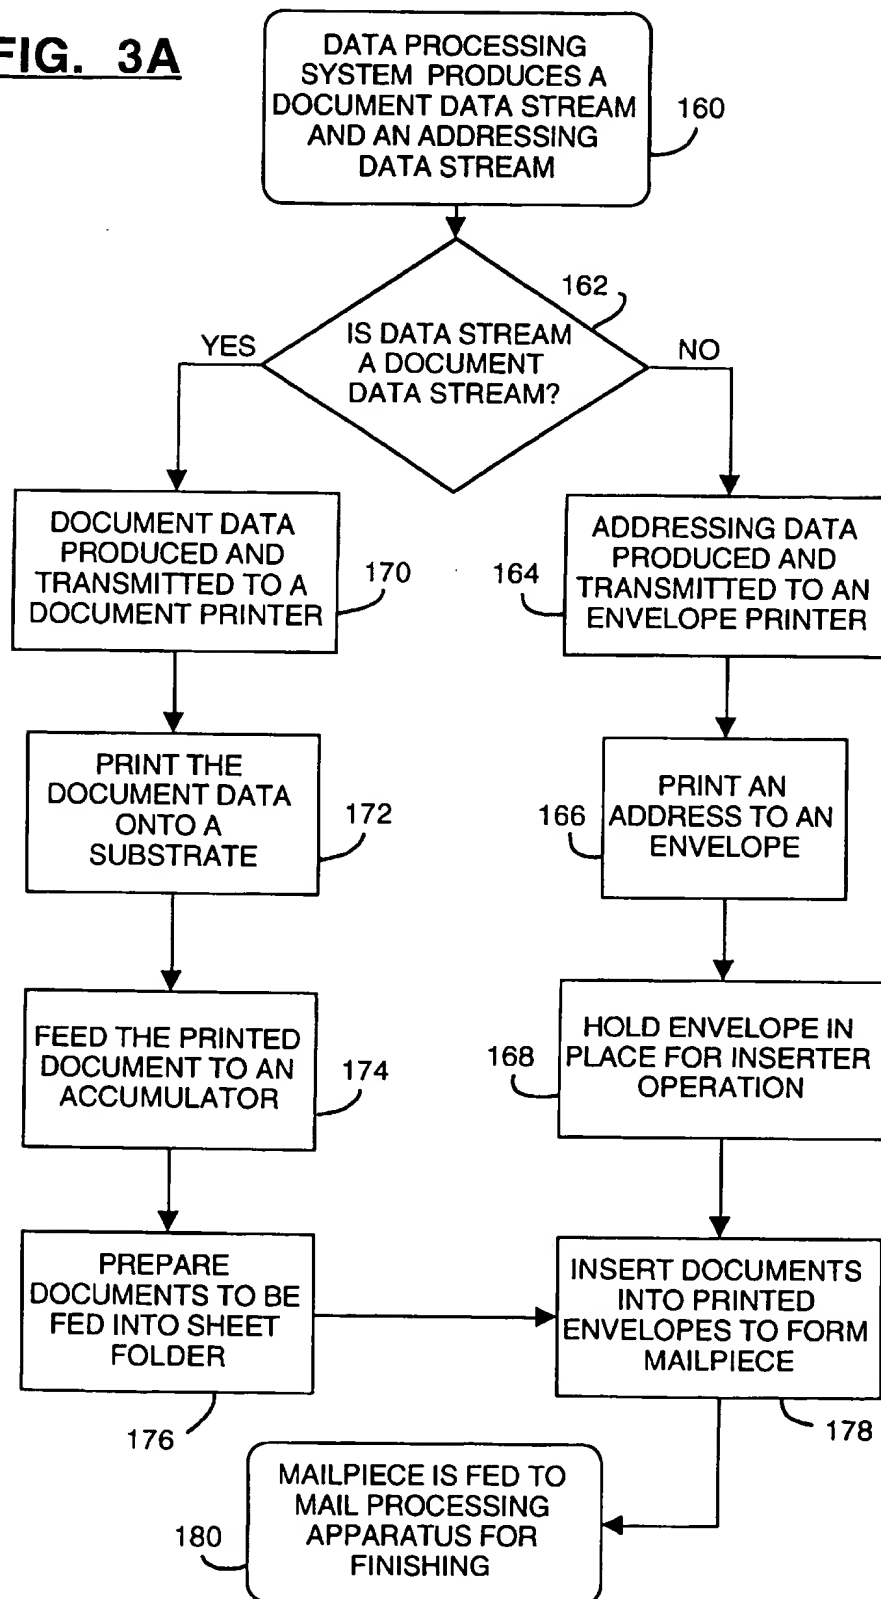 FIG. 3A
DATA PROCESSING
SYSTEM PRODUCES A
DOCUMENT DATA STREAM
AND AN ADDRESSING
DATA STREAM
160
162
IS DATA STREAM
A DOCUMENT
DATA STREAM?
YES
NO
DOCUMENT DATA
PRODUCED AND
TRANSMITTED TO A
DOCUMENT PRINTER
170
164
ADDRESSING DATA
PRODUCED AND
TRANSMITTED TO AN
ENVELOPE PRINTER
PRINT THE
DOCUMENT DATA
ONTO A
SUBSTRATE
172
166
PRINT AN
ADDRESS TO AN
ENVELOPE
FEED THE PRINTED
DOCUMENT TO AN
ACCUMULATOR
174
168
HOLD ENVELOPE IN
PLACE FOR INSERTER
OPERATION
PREPARE
DOCUMENTS TO BE
FED INTO SHEET
FOLDER
176
INSERT DOCUMENTS
INTO PRINTED
ENVELOPES TO FORM
MAILPIECE
178
MAILPIECE IS FED TO
MAIL PROCESSING
APPARATUS FOR
FINISHING
180